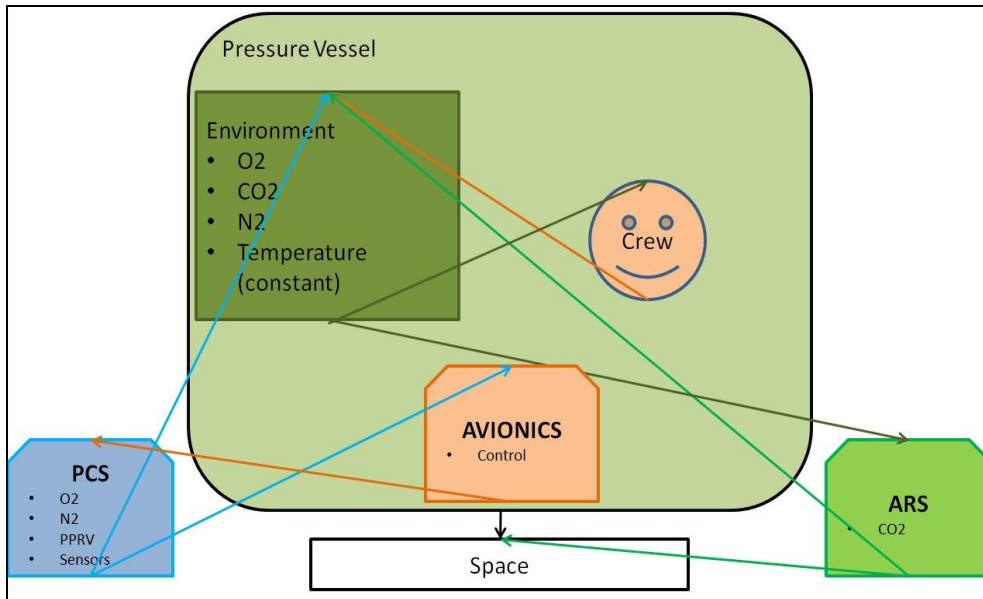 Pressure Vessel
Environment
• O2
• CO2
• N2
• Temperature
(constant)
Crew
AVIONICS
• Control
PCS
• O2
• N2
• PPRV
• Sensors
ARS
• CO2
Space